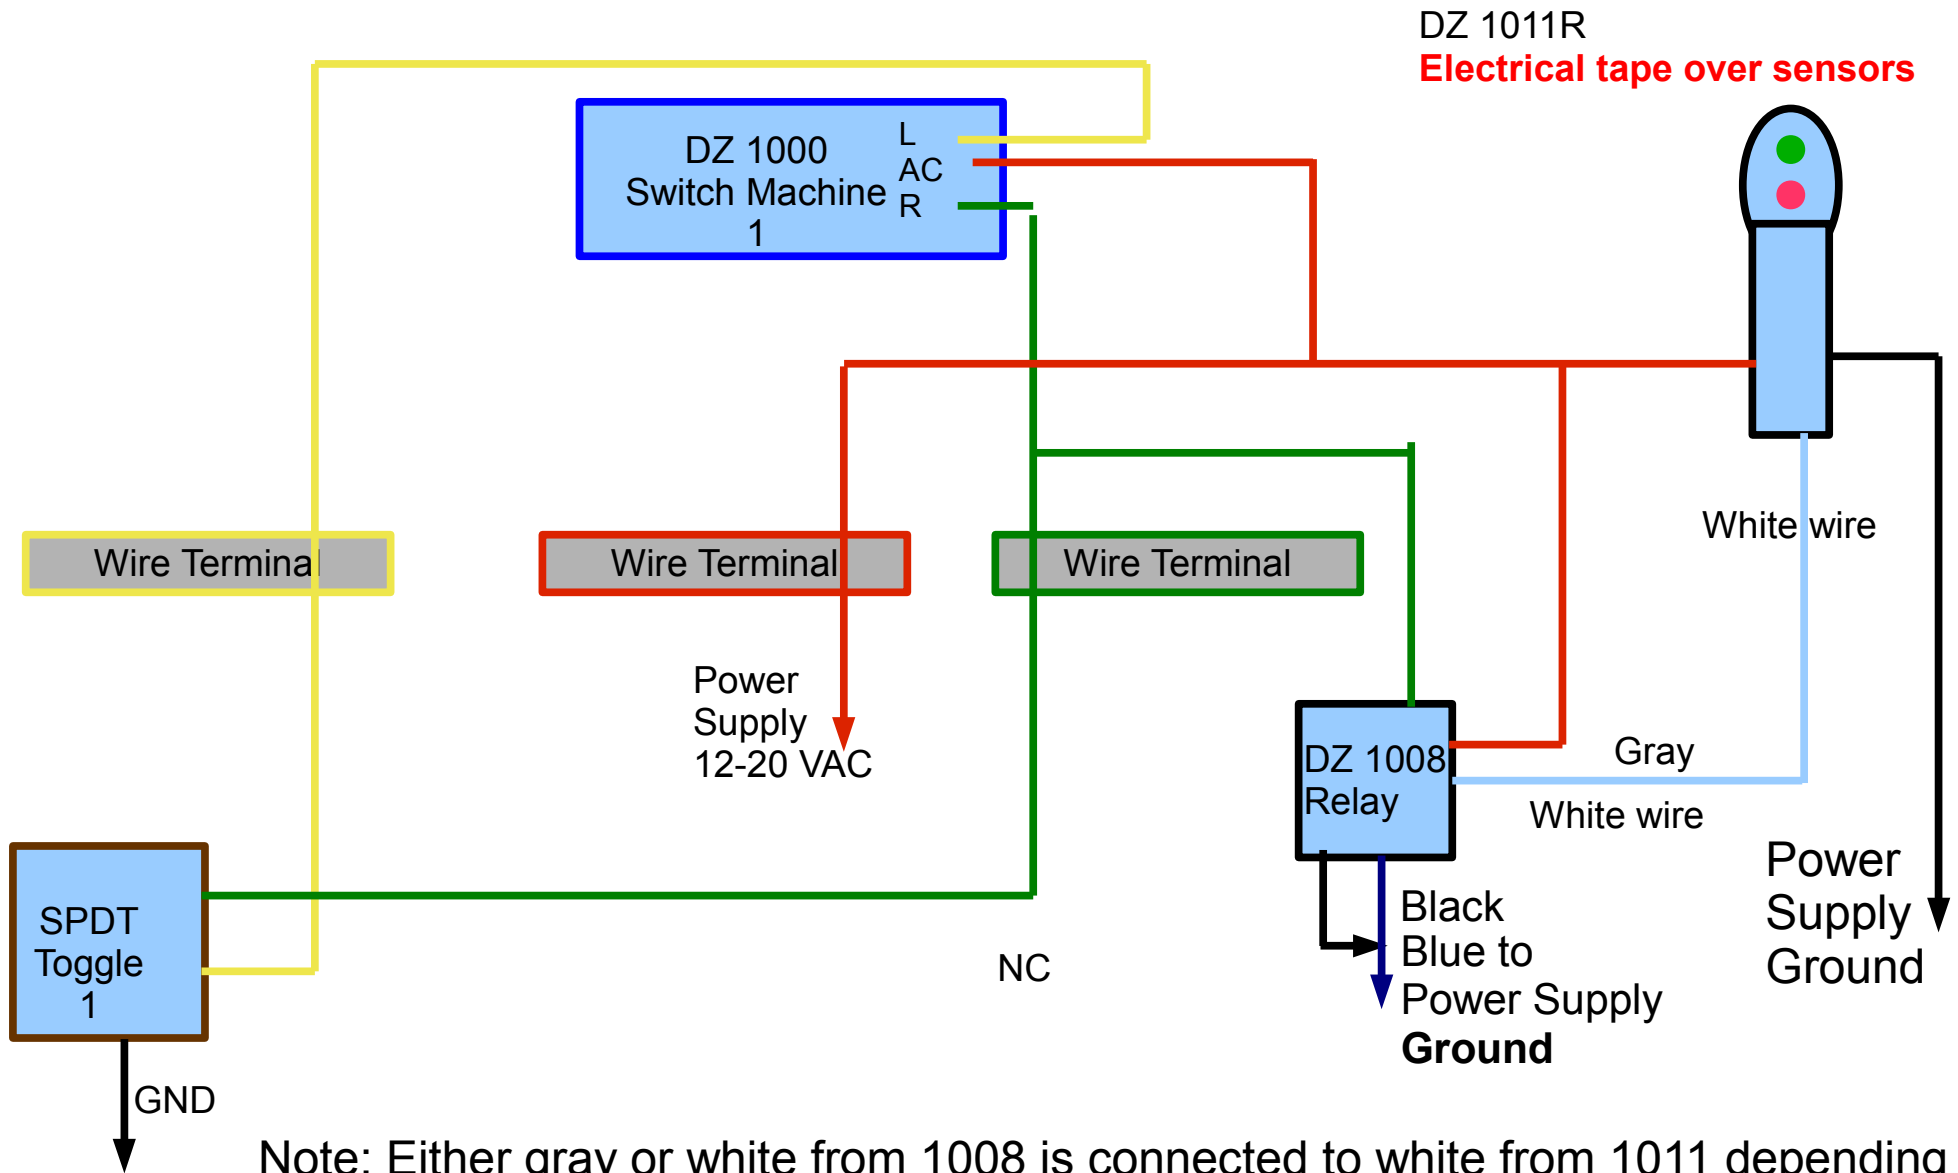 DZ 1011R
Electrical tape over sensors
L
DZ 1000
AC
Switch Machine
R
1
White wire
Wire Terminal
Wire Terminal
Wire Terminal
Power
Supply
12-20 VAC
Gray
DZ 1008
Relay
White wire
Power
Supply
Ground
SPDT
Toggle
1
Black
Blue to
Power Supply
Ground
NC
GND
Note: Either gray or white from 1008 is connected to white from 1011 depending